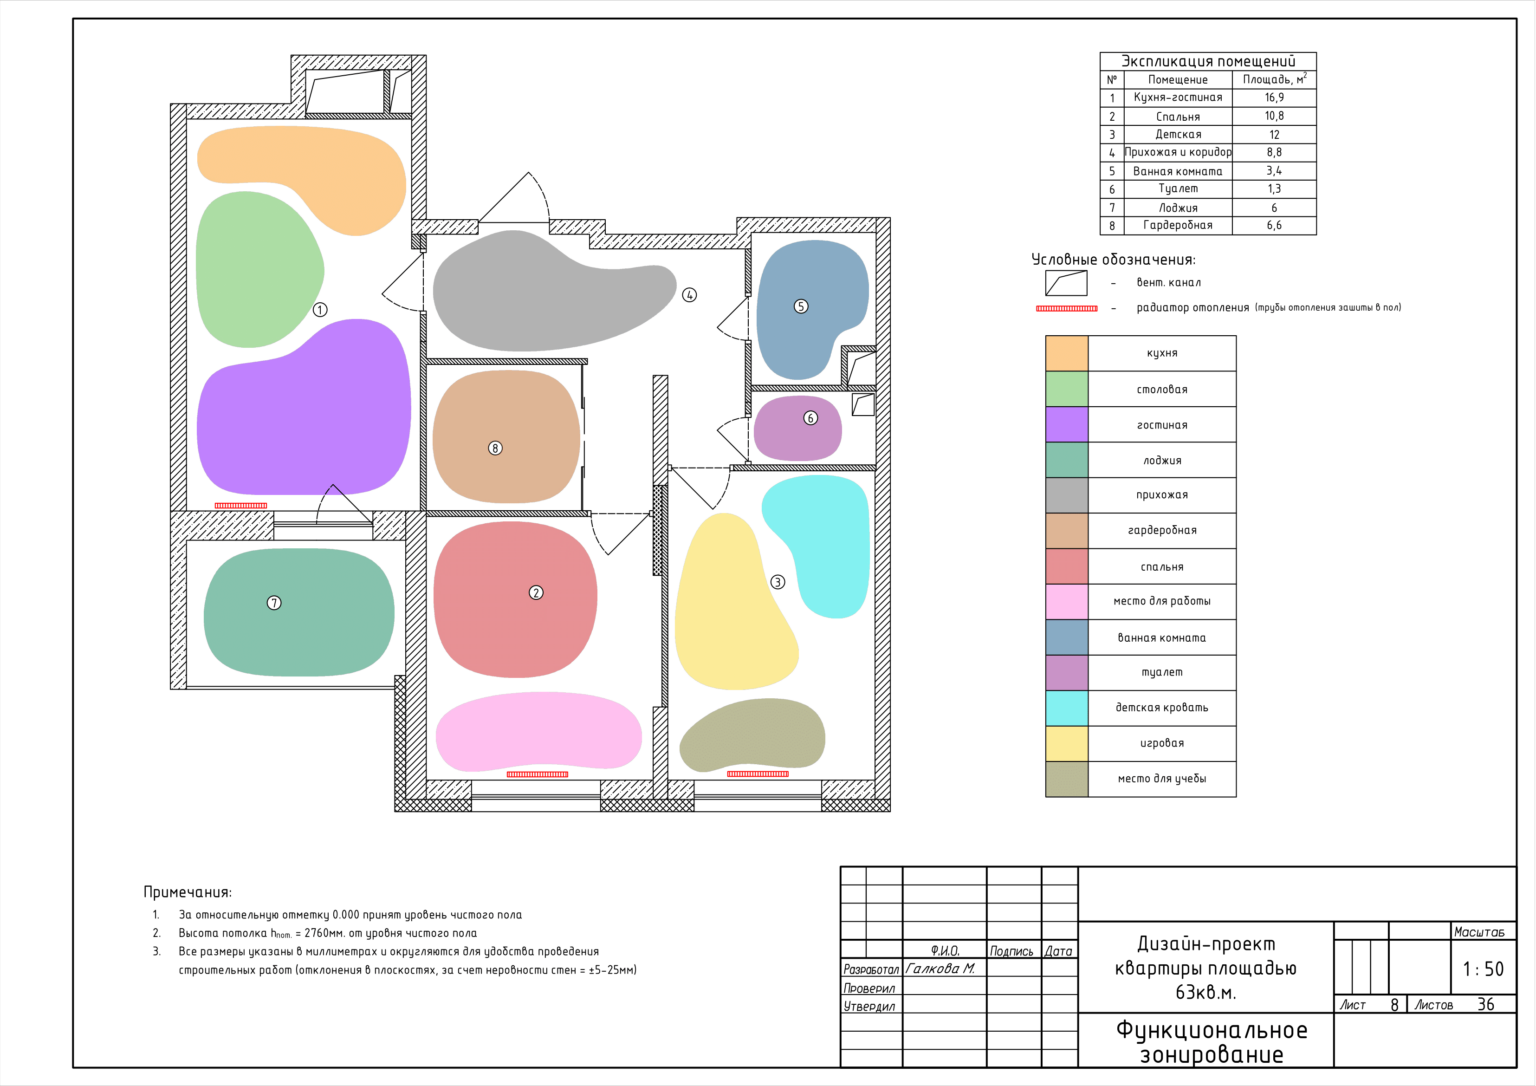 Экспликация помещений
№ Помещение Площадь, м²
1 Кухня-гостиная 16,9
2 Спальня 10,8
3 Детская 12
4 Прихожая и коридор 8,8
5 Ванная комната 3,4
6 Туалет 1,3
7 Лоджия 6
8 Гардеробная 6,6
Условные обозначения:
- вент. канал
- радиатор отопления (трубы отопления зашиты в пол)
кухня
столовая
гостиная
лоджия
прихожая
гардеробная
спальня
место для работы
ванная комната
туалет
детская кровать
игровая
место для учебы
4
5
1
6
8
3
2
7
Примечания:
1. За относительную отметку 0.000 принят уровень чистого пола
2. Высота потолка hпот. = 2760мм. от уровня чистого пола
3. Все размеры указаны в миллиметрах и округляются для удобства проведения
строительных работ (отклонения в плоскостях, за счет неровности стен = ±5-25мм)
Ф.И.О. Подпись Дата
Разработал Галкова М.
Проверил
Утвердил
Дизайн-проект
квартиры площадью
63кв.м.
Функциональное
зонирование
Масштаб
1 : 50
Лист 8 Листов 36